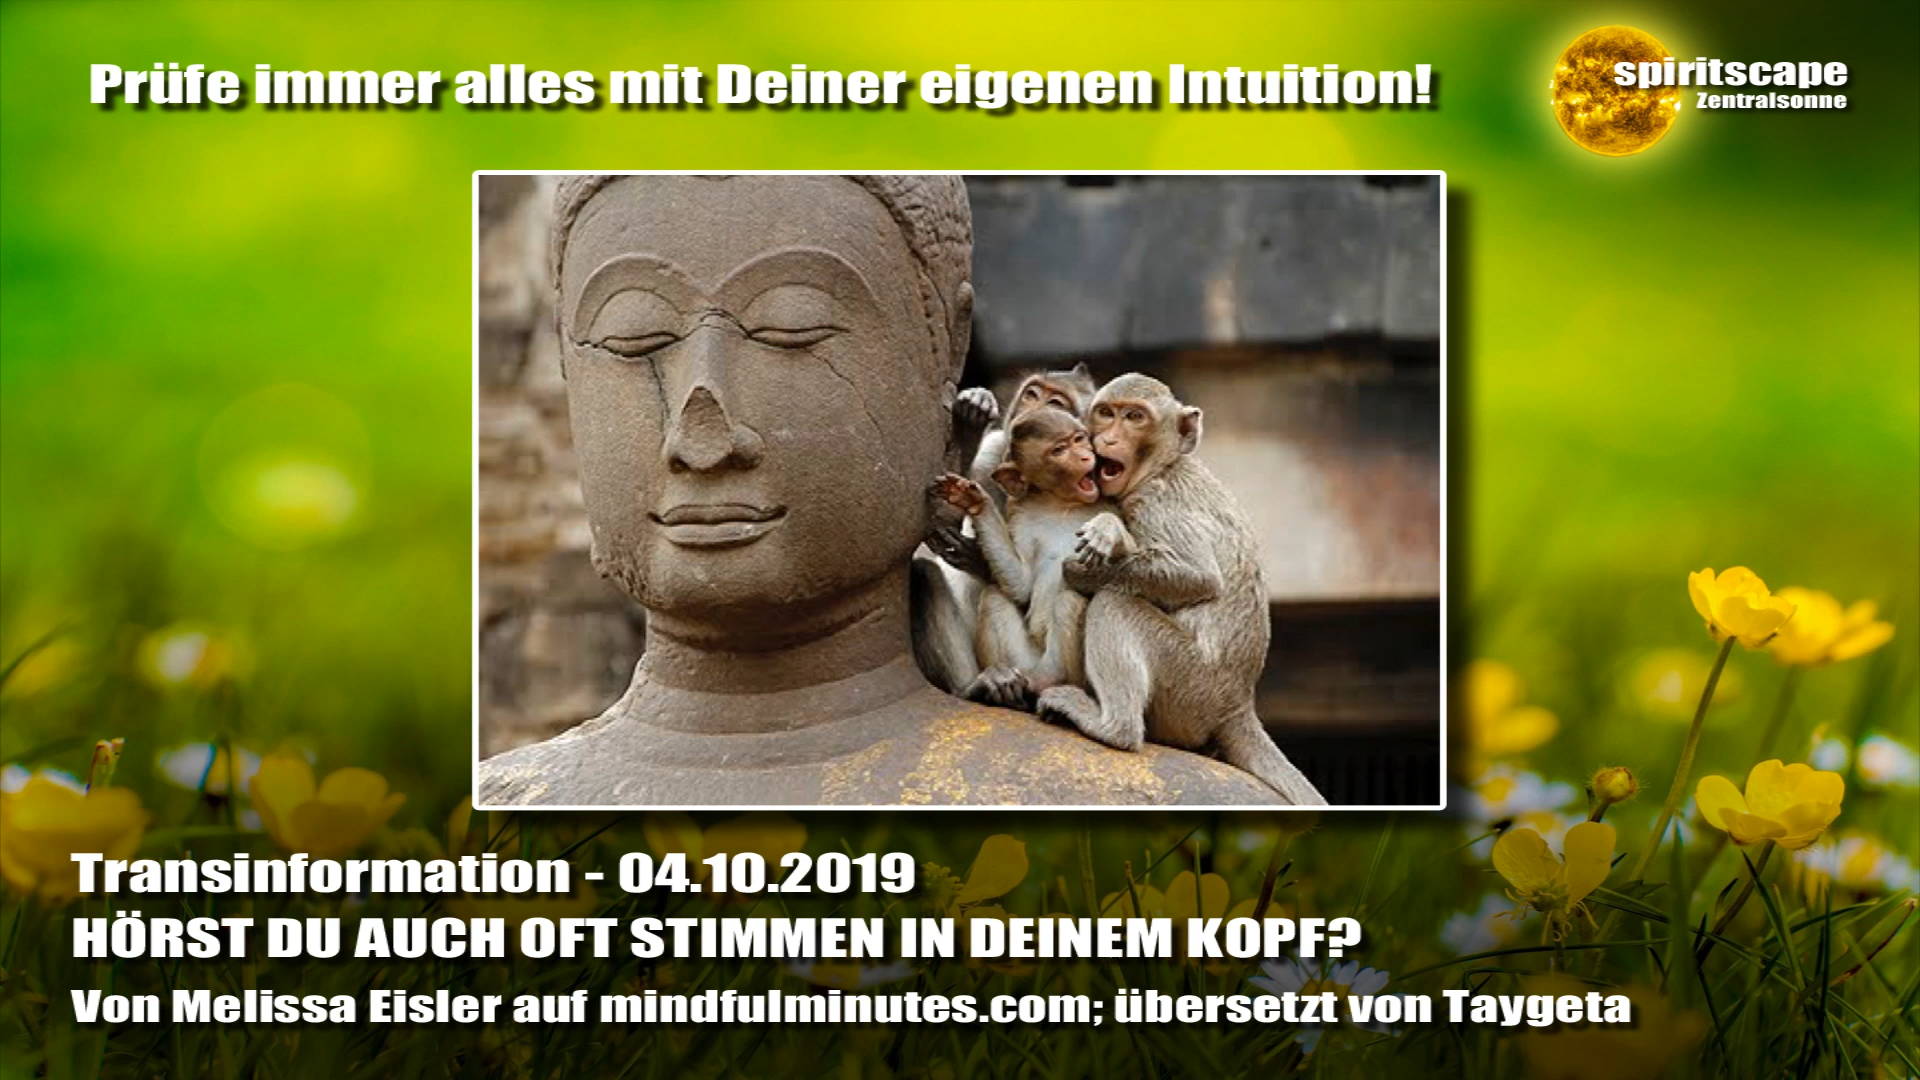 Prüfe immer alles mit Deiner eigenen Intuition!
spiritscape
Zentralsonne
Transinformation - 04.10.2019
HÖRST DU AUCH OFT STIMMEN IN DEINEM KOPF?
Von Melissa Eisler auf mindfulminutes.com; übersetzt von Taygeta